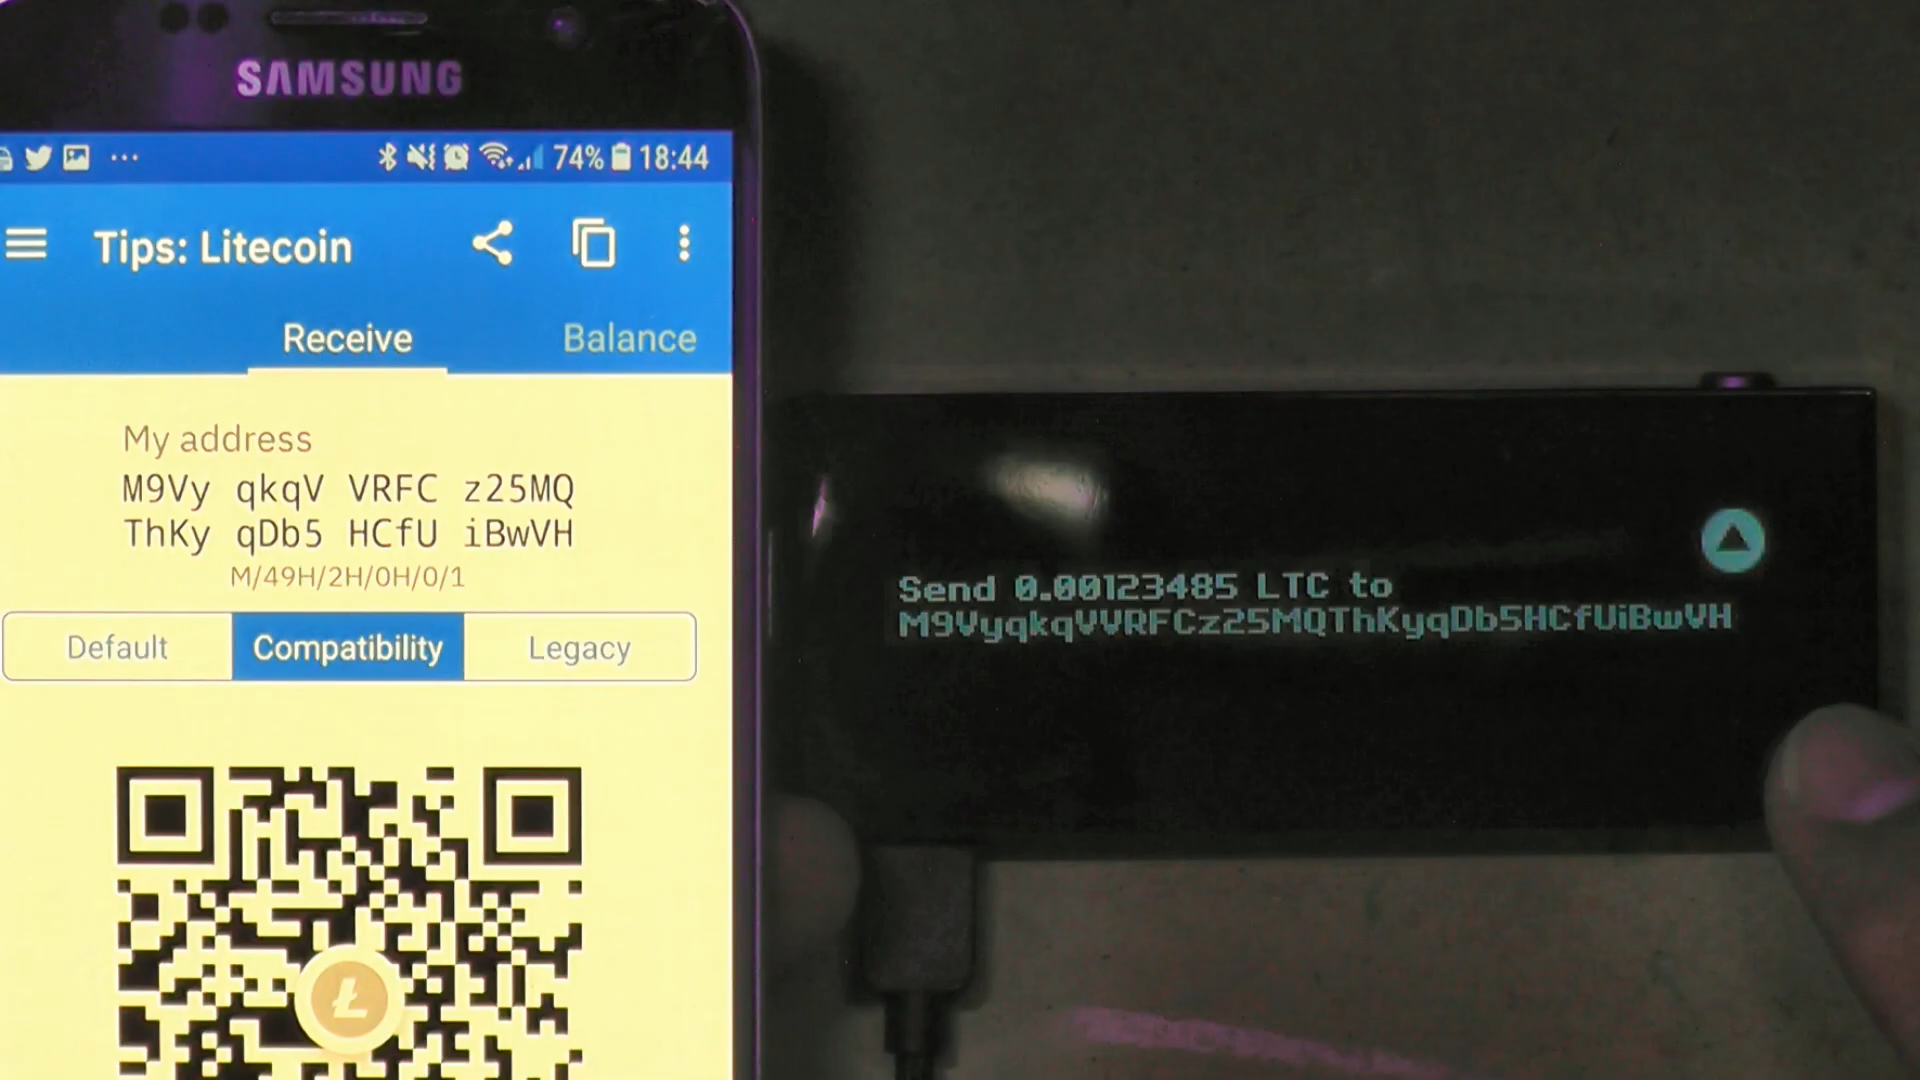 SAMSUNG
74% 18:44
Tips: Litecoin
Receive Balance
My address
M9Vy qkqV VRFC z25MQ
ThKy qDb5 HCfU iBwVH
M/49H/2H/0H/0/1
Default Compatibility Legacy
Send 0.00123485 LTC to
M9VyqkqVVRFCz25MQThKyqDb5HCfUiBwVH